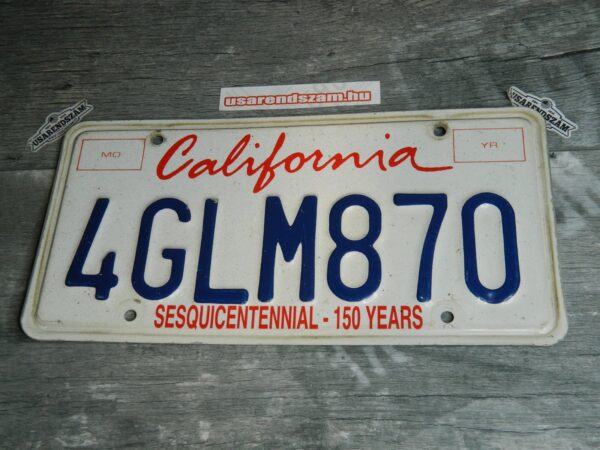 usarendszam.hu
USARENDSZAM
USARENDSZAM
MO
California
YR
4GLM870
SESQUICENTENNIAL - 150 YEARS